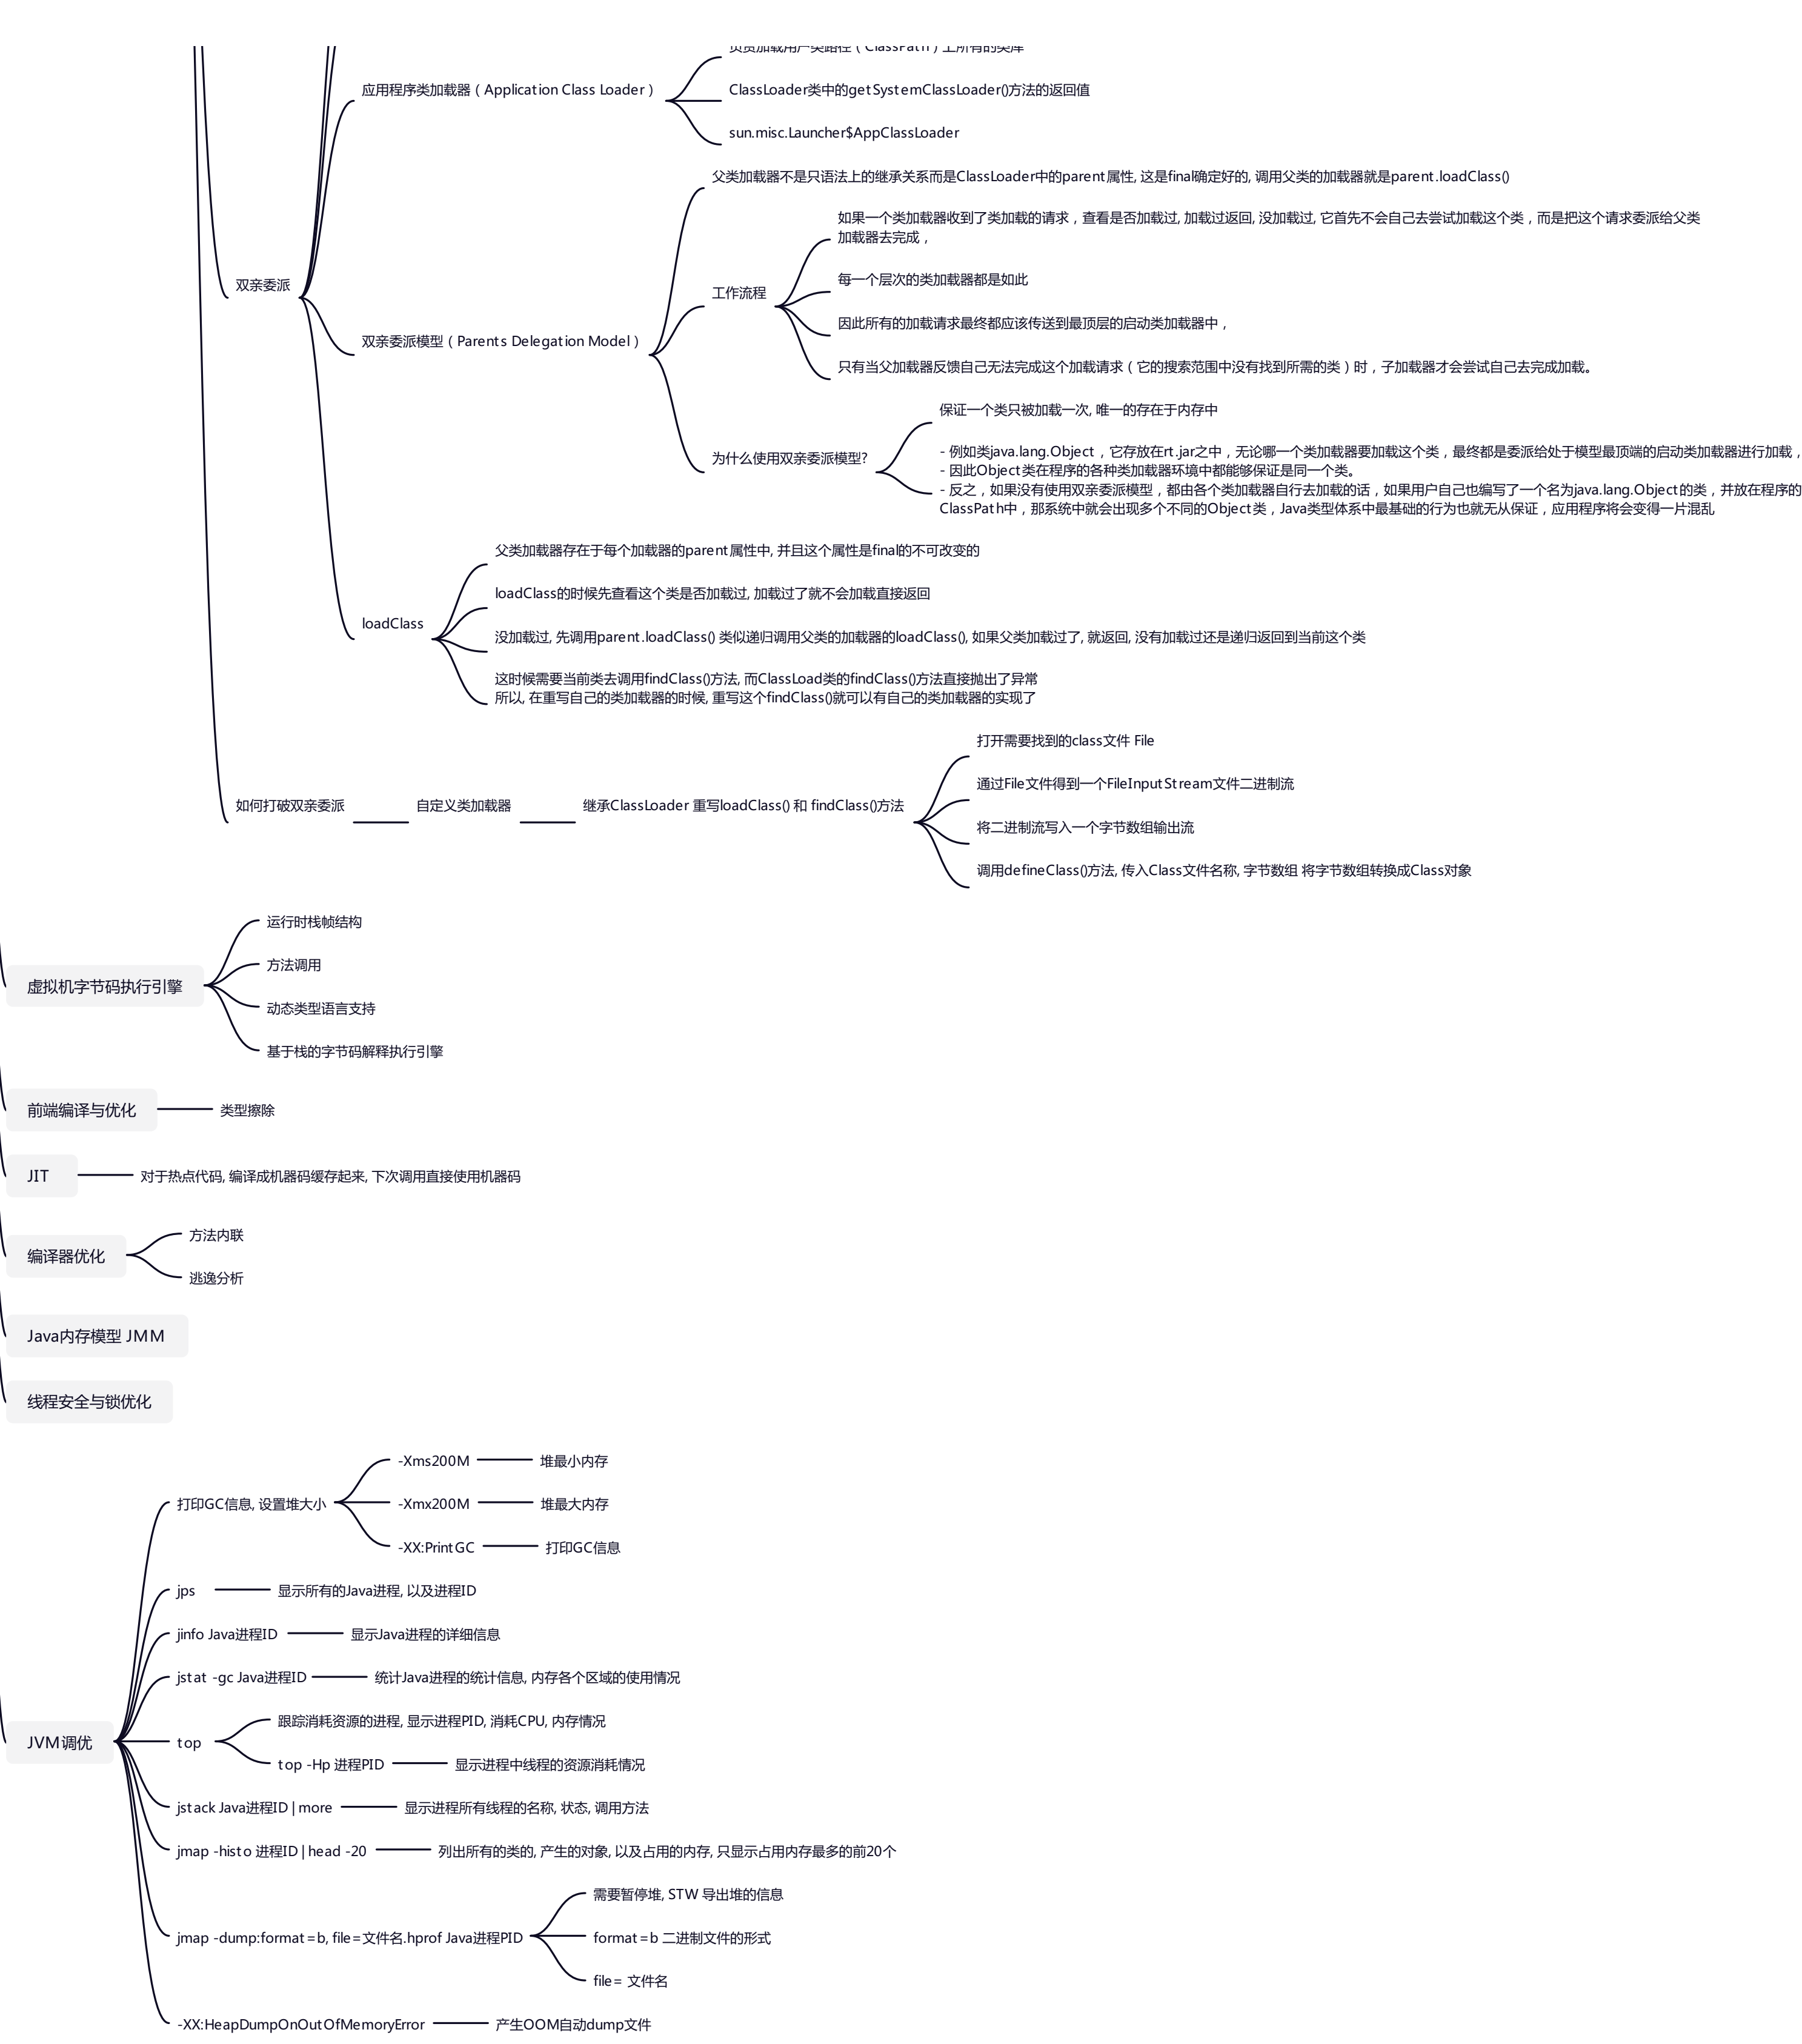 负责加载用户类路径（ClassPath）上所有的类库
应用程序类加载器（Application Class Loader）
ClassLoader类中的getSystemClassLoader()方法的返回值
sun.misc.Launcher$AppClassLoader
父类加载器不是只语法上的继承关系而是ClassLoader中的parent属性, 这是final确定好的, 调用父类的加载器就是parent.loadClass()
如果一个类加载器收到了类加载的请求，查看是否加载过, 加载过返回, 没加载过, 它首先不会自己去尝试加载这个类，而是把这个请求委派给父类
加载器去完成，
双亲委派
工作流程
每一个层次的类加载器都是如此
因此所有的加载请求最终都应该传送到最顶层的启动类加载器中，
双亲委派模型（Parents Delegation Model）
只有当父加载器反馈自己无法完成这个加载请求（它的搜索范围中没有找到所需的类）时，子加载器才会尝试自己去完成加载。
保证一个类只被加载一次, 唯一的存在于内存中
为什么使用双亲委派模型?
- 例如类java.lang.Object，它存放在rt.jar之中，无论哪一个类加载器要加载这个类，最终都是委派给处于模型最顶端的启动类加载器进行加载，
- 因此Object类在程序的各种类加载器环境中都能够保证是同一个类。
- 反之，如果没有使用双亲委派模型，都由各个类加载器自行去加载的话，如果用户自己也编写了一个名为java.lang.Object的类，并放在程序的
ClassPath中，那系统中就会出现多个不同的Object类，Java类型体系中最基础的行为也就无从保证，应用程序将会变得一片混乱
父类加载器存在于每个加载器的parent属性中, 并且这个属性是final的不可改变的
loadClass的时候先查看这个类是否加载过, 加载过了就不会加载直接返回
loadClass
没加载过, 先调用parent.loadClass() 类似递归调用父类的加载器的loadClass(), 如果父类加载过了, 就返回, 没有加载过还是递归返回到当前这个类
这时候需要当前类去调用findClass()方法, 而ClassLoad类的findClass()方法直接抛出了异常
所以, 在重写自己的类加载器的时候, 重写这个findClass()就可以有自己的类加载器的实现了
打开需要找到的class文件 File
通过File文件得到一个FileInputStream文件二进制流
如何打破双亲委派
自定义类加载器
继承ClassLoader 重写loadClass() 和 findClass()方法
将二进制流写入一个字节数组输出流
调用defineClass()方法, 传入Class文件名称, 字节数组 将字节数组转换成Class对象
运行时栈帧结构
方法调用
虚拟机字节码执行引擎
动态类型语言支持
基于栈的字节码解释执行引擎
前端编译与优化
类型擦除
JIT
对于热点代码, 编译成机器码缓存起来, 下次调用直接使用机器码
方法内联
编译器优化
逃逸分析
Java内存模型 JMM
线程安全与锁优化
-Xms200M
堆最小内存
打印GC信息, 设置堆大小
-Xmx200M
堆最大内存
-XX:PrintGC
打印GC信息
jps
显示所有的Java进程, 以及进程ID
jinfo Java进程ID
显示Java进程的详细信息
jstat -gc Java进程ID
统计Java进程的统计信息, 内存各个区域的使用情况
跟踪消耗资源的进程, 显示进程PID, 消耗CPU, 内存情况
JVM调优
top
top -Hp 进程PID
显示进程中线程的资源消耗情况
jstack Java进程ID | more
显示进程所有线程的名称, 状态, 调用方法
jmap -histo 进程ID | head -20
列出所有的类的, 产生的对象, 以及占用的内存, 只显示占用内存最多的前20个
需要暂停堆, STW 导出堆的信息
jmap -dump:format=b, file=文件名.hprof Java进程PID
format=b 二进制文件的形式
file= 文件名
-XX:HeapDumpOnOutOfMemoryError
产生OOM自动dump文件